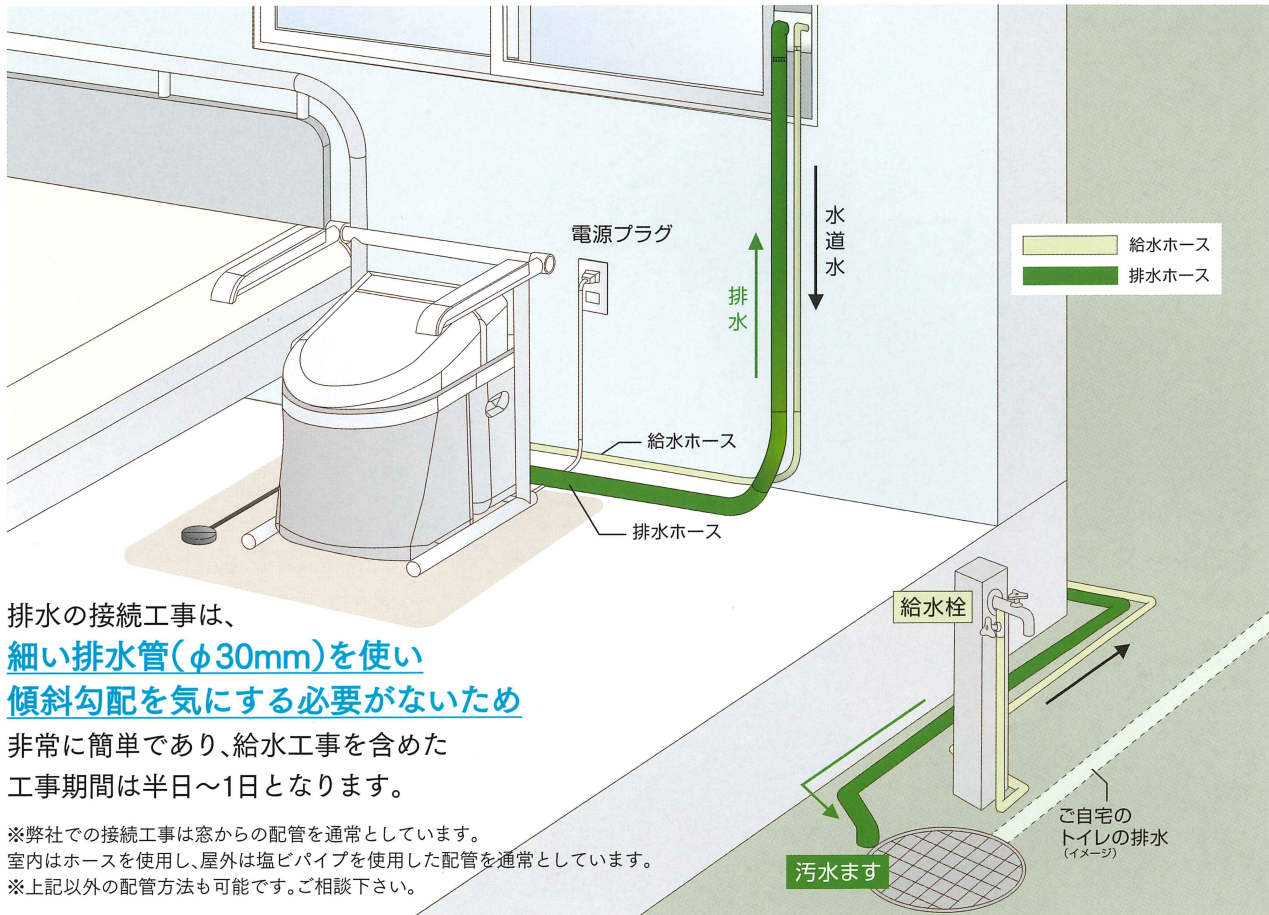 電源プラグ
水道水
排水
給水ホース
排水ホース
給水ホース
排水ホース
給水栓
排水の接続工事は、
細い排水管(φ30mm)を使い
傾斜勾配を気にする必要がないため
非常に簡単であり、給水工事を含めた
工事期間は半日～1日となります。
※弊社での接続工事は窓からの配管を通常としています。
室内はホースを使用し、屋外は塩ビパイプを使用した配管を通常としています。
※上記以外の配管方法も可能です。ご相談下さい。
ご自宅の
トイレの排水
(イメージ)
汚水ます